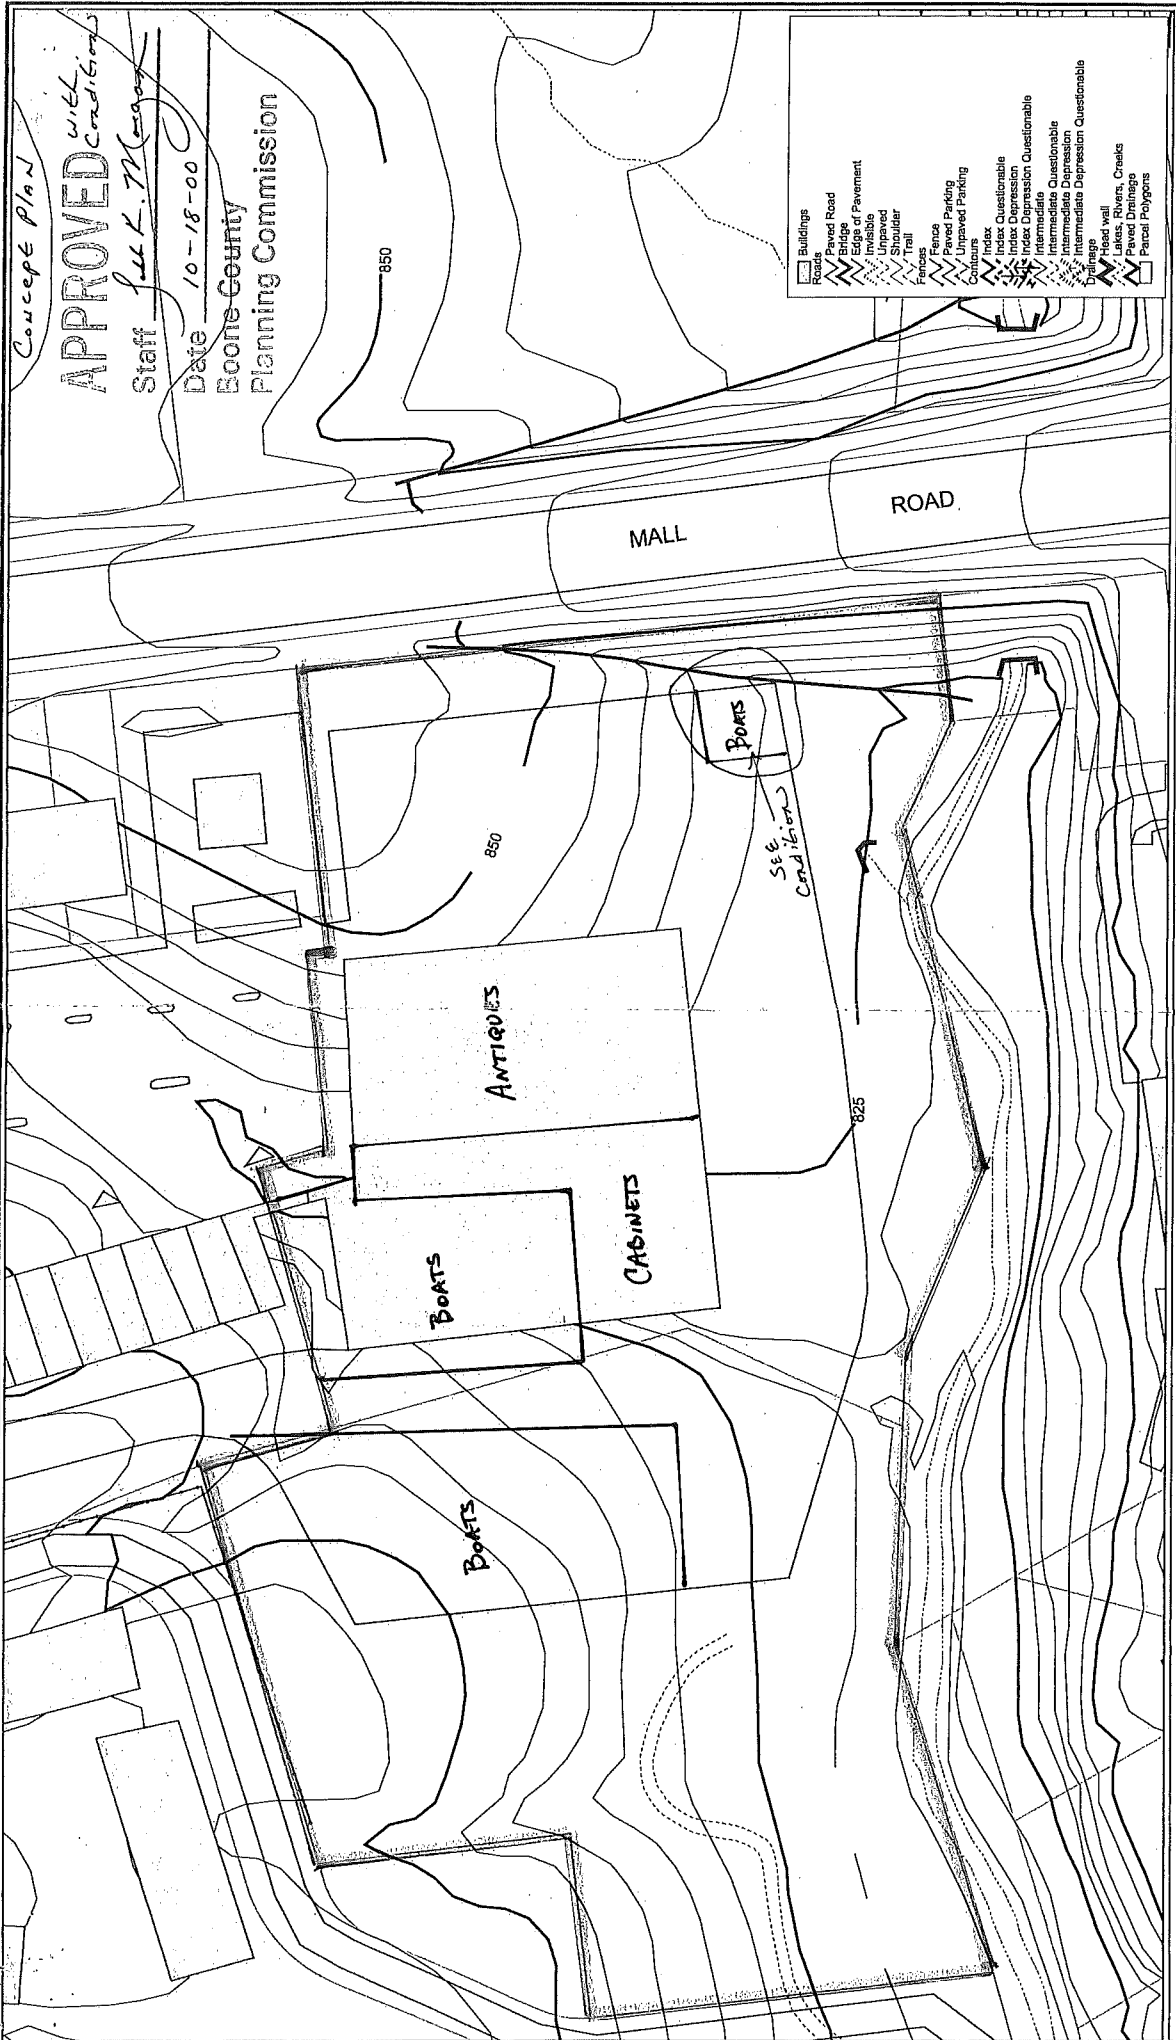 CONCEPT PLAN
APPROVED with
Conditions
Staff
Date 10-18-00
Boone County
Planning Commission
850
MALL
ROAD
BOATS
SEE
Condition
850
ANTIQUES
825
BOATS
CABINETS
BOATS
Buildings
Roads
Paved Road
Bridge
Edge of Pavement
Invisible
Unpaved
Shoulder
Trail
Fences
Fence
Paved Parking
Unpaved Parking
Contours
Index
Index Questionable
Index Depression
Index Depression Questionable
Intermediate
Intermediate Questionable
Intermediate Depression
Intermediate Depression Questionable
Drainage
Head wall
Lakes, Rivers, Creeks
Paved Drainage
Parcel Polygons